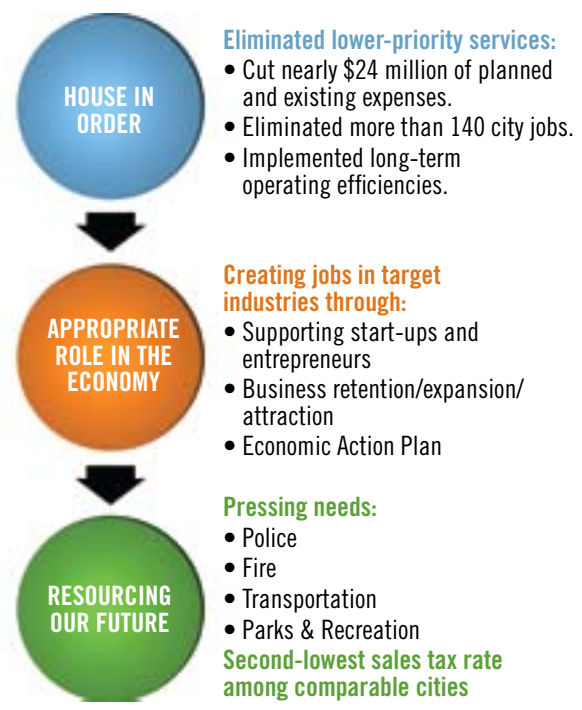 HOUSE IN
ORDER
Eliminated lower-priority services:
• Cut nearly $24 million of planned
and existing expenses.
• Eliminated more than 140 city jobs.
• Implemented long-term
operating efficiencies.
APPROPRIATE
ROLE IN THE
ECONOMY
Creating jobs in target
industries through:
• Supporting start-ups and
entrepreneurs
• Business retention/expansion/
attraction
• Economic Action Plan
RESOURCING
OUR FUTURE
Pressing needs:
• Police
• Fire
• Transportation
• Parks & Recreation
Second-lowest sales tax rate
among comparable cities